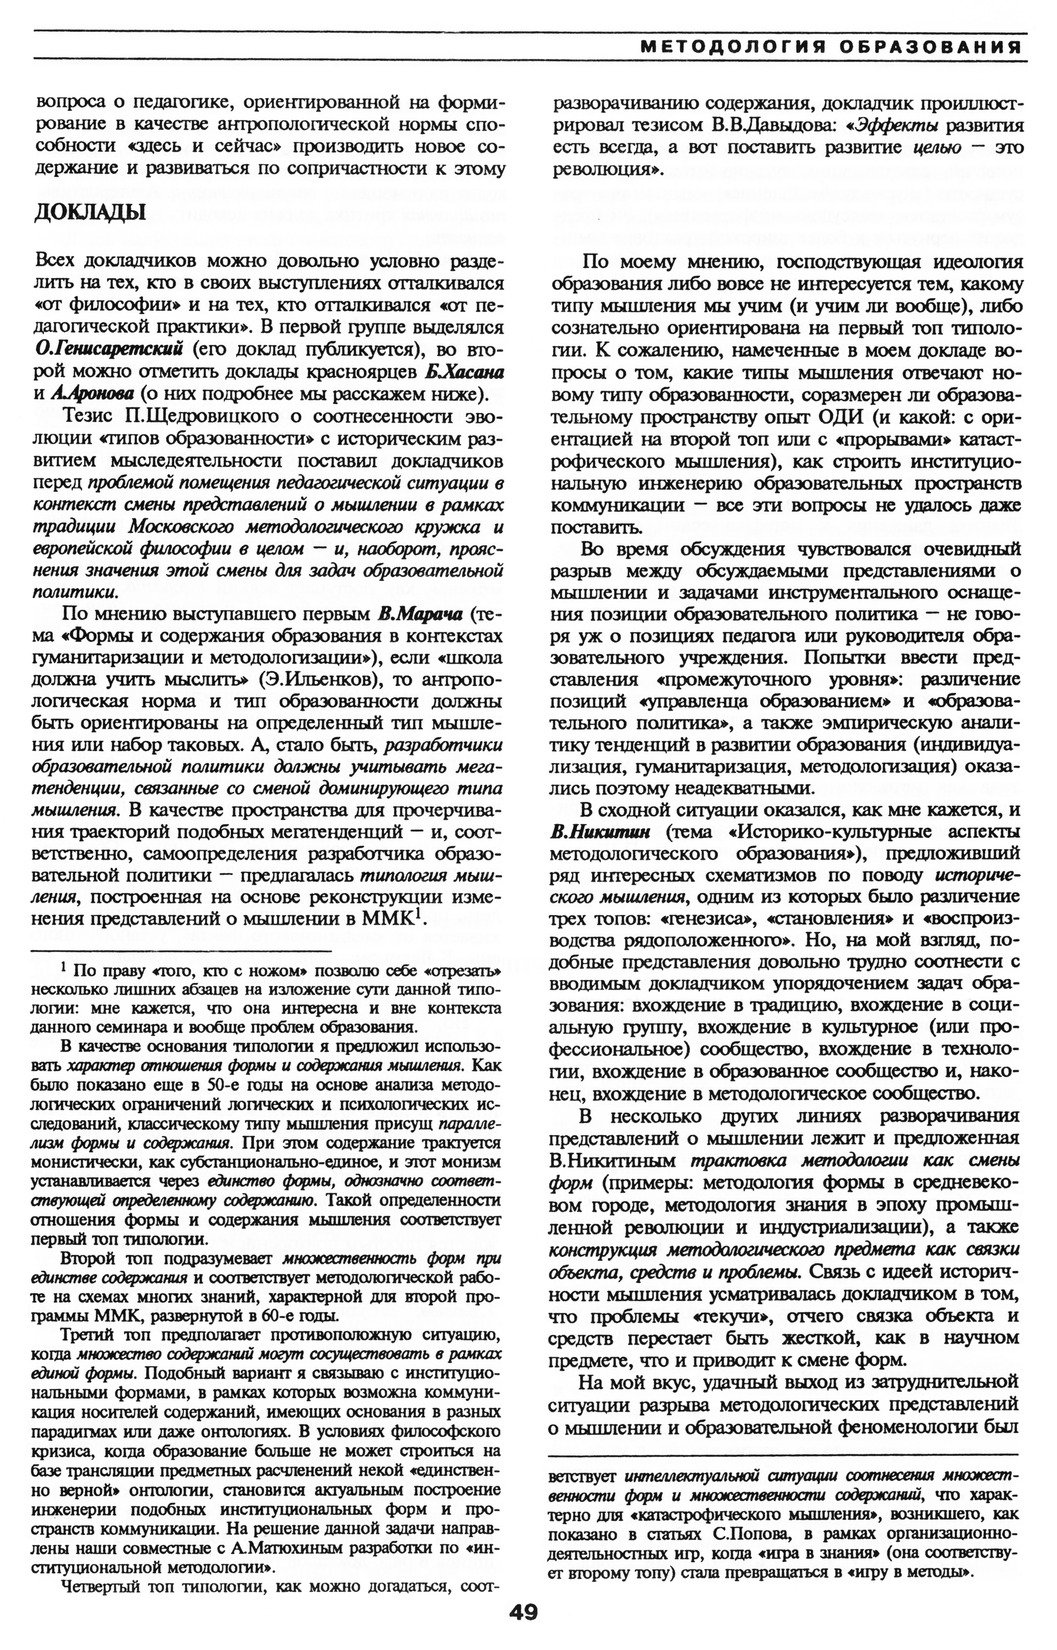 МЕТОДОЛОГИЯ ОБРАЗОВАНИЯ
вопроса о педагогике, ориентированной на форми-
рование в качестве антропологической нормы спо-
собности «здесь и сейчас» производить новое со-
держание и развиваться по сопричастности к этому
разворачиванию содержания, докладчик проиллюст-
рировал тезисом В.В.Давыдова: «Эффекты развития
есть всегда, а вот поставить развитие целью — это
революция».
ДОКЛАДЫ
Всех докладчиков можно довольно условно разде-
лить на тех, кто в своих выступлениях отталкивался
«от философии» и на тех, кто отталкивался «от пе-
дагогической практики». В первой группе выделялся
О.Генисаретский (его доклад публикуется), во вто-
рой можно отметить доклады красноярцев Б.Хасана
и А.Аронова (о них подробнее мы расскажем ниже).
Тезис П.Щедровицкого о соотнесенности эво-
люции «типов образованности» с историческим раз-
витием мыследеятельности поставил докладчиков
перед проблемой помещения педагогической ситуации в
контекст смены представлений о мышлении в рамках
традиции Московского методологического кружка и
европейской философии в целом — и, наоборот, прояс-
нения значения этой смены для задач образовательной
политики.
По мнению выступавшего первым В.Марача (те-
ма «Формы и содержания образования в контекстах
гуманитаризации и методологизации»), если «школа
должна учить мыслить» (Э.Ильенков), то антропо-
логическая норма и тип образованности должны
быть ориентированы на определенный тип мышле-
ния или набор таковых. А, стало быть, разработчики
образовательной политики должны учитывать мега-
тенденции, связанные со сменой доминирующего типа
мышления. В качестве пространства для прочерчива-
ния траекторий подобных мегатенденций — и, соот-
ветственно, самоопределения разработчика образо-
вательной политики — предлагалась типология мыш-
ления, построенная на основе реконструкции изме-
нения представлений о мышлении в ММК¹.
¹ По праву «того, кто с ножом» позволю себе «отрезать»
несколько лишних абзацев на изложение сути данной типо-
логии: мне кажется, что она интересна и вне контекста
данного семинара и вообще проблем образования.
В качестве основания типологии я предложил использо-
вать характер отношения формы и содержания мышления. Как
было показано еще в 50-е годы на основе анализа методо-
логических ограничений логических и психологических ис-
следований, классическому типу мышления присущ паралле-
лизм формы и содержания. При этом содержание трактуется
монистически, как субстанционально-единое, и этот монизм
устанавливается через единство формы, однозначно соответ-
ствующей определенному содержанию. Такой определенности
отношения формы и содержания мышления соответствует
первый топ типологии.
Второй топ подразумевает множественность форм при
единстве содержания и соответствует методологической рабо-
те на схемах многих знаний, характерной для второй про-
граммы ММК, развернутой в 60-е годы.
Третий топ предполагает противоположную ситуацию,
когда множество содержаний могут сосуществовать в рамках
единой формы. Подобный вариант я связываю с институцио-
нальными формами, в рамках которых возможна коммуни-
кация носителей содержаний, имеющих основания в разных
парадигмах или даже онтологиях. В условиях философского
кризиса, когда образование больше не может строиться на
базе трансляции предметных расчленений некой «единствен-
но верной» онтологии, становится актуальным построение
инженерии подобных институциональных форм и про-
странств коммуникации. На решение данной задачи направ-
лены наши совместные с А.Матюхиным разработки по «ин-
ституциональной методологии».
Четвертый топ типологии, как можно догадаться, соот-
По моему мнению, господствующая идеология
образования либо вовсе не интересуется тем, какому
типу мышления мы учим (и учим ли вообще), либо
сознательно ориентирована на первый топ типоло-
гии. К сожалению, намеченные в моем докладе во-
просы о том, какие типы мышления отвечают но-
вому типу образованности, соразмерен ли образова-
тельному пространству опыт ОДИ (и какой: с ори-
ентацией на второй топ или с «прорывами» катаст-
рофического мышления), как строить институцио-
нальную инженерию образовательных пространств
коммуникации — все эти вопросы не удалось даже
поставить.
Во время обсуждения чувствовался очевидный
разрыв между обсуждаемыми представлениями о
мышлении и задачами инструментального оснаще-
ния позиции образовательного политика — не гово-
ря уж о позициях педагога или руководителя обра-
зовательного учреждения. Попытки ввести пред-
ставления «промежуточного уровня»: различение
позиций «управленца образованием» и «образова-
тельного политика», а также эмпирическую анали-
тику тенденций в развитии образования (индивидуа-
лизация, гуманитаризация, методологизация) оказа-
лись поэтому неадекватными.
В сходной ситуации оказался, как мне кажется, и
В.Никитин (тема «Историко-культурные аспекты
методологического образования»), предложивший
ряд интересных схематизмов по поводу историче-
ского мышления, одним из которых было различение
трех топов: «генезиса», «становления» и «воспроиз-
водства рядоположенного». Но, на мой взгляд, по-
добные представления довольно трудно соотнести с
вводимым докладчиком упорядочением задач обра-
зования: вхождение в традицию, вхождение в соци-
альную группу, вхождение в культурное (или про-
фессиональное) сообщество, вхождение в техноло-
гии, вхождение в образованное сообщество и, нако-
нец, вхождение в методологическое сообщество.
В несколько других линиях разворачивания
представлений о мышлении лежит и предложенная
В.Никитиным трактовка методологии как смены
форм (примеры: методология формы в средневеко-
вом городе, методология знания в эпоху промыш-
ленной революции и индустриализации), а также
конструкция методологического предмета как связки
объекта, средств и проблемы. Связь с идеей историч-
ности мышления усматривалась докладчиком в том,
что проблемы «текучи», отчего связка объекта и
средств перестает быть жесткой, как в научном
предмете, что и приводит к смене форм.
На мой вкус, удачный выход из затруднительной
ситуации разрыва методологических представлений
о мышлении и образовательной феноменологии был
ветствует интеллектуальной ситуации соотнесения множест-
венности форм и множественности содержаний, что харак-
терно для «катастрофического мышления», возникшего, как
показано в статьях С.Попова, в рамках организационно-
деятельностных игр, когда «игра в знания» (она соответству-
ет второму топу) стала превращаться в «игру в методы».
49